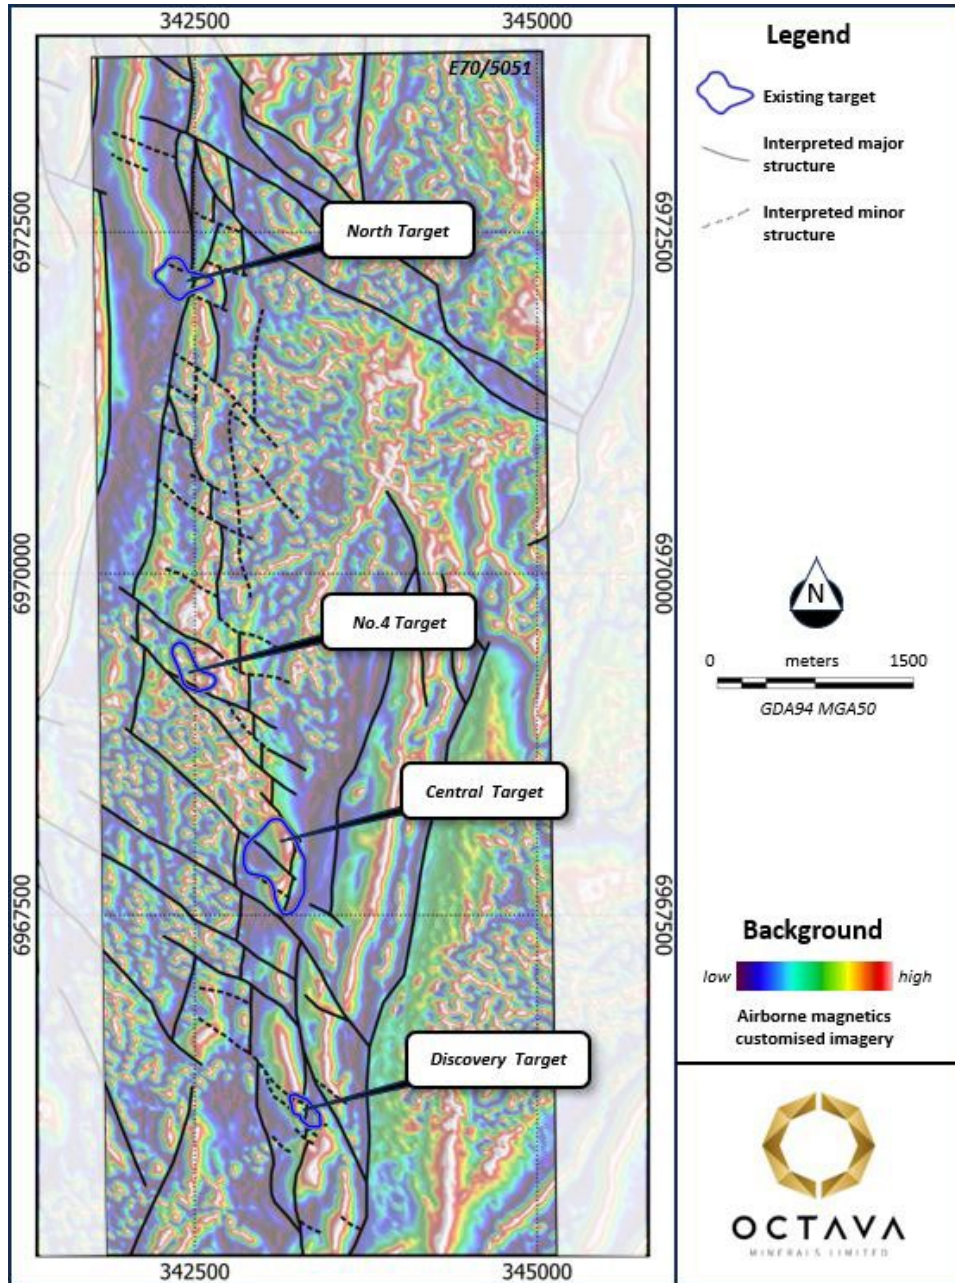 342500
345000
E70/5051
Legend
Existing target
Interpreted major
structure
Interpreted minor
structure
6972500
6972500
North Target
6970000
6970000
No.4 Target
N
0 meters 1500
GDA94 MGA50
Central Target
6967500
6967500
Background
low
high
Airborne magnetics
customised imagery
Discovery Target
OCTAVA
MINERALS LIMITED
342500
345000